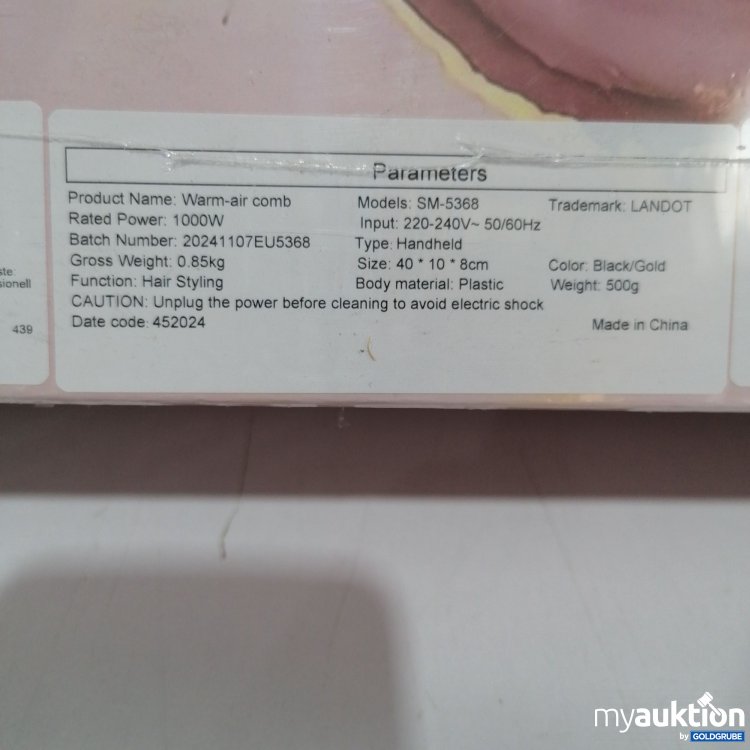 Parameters
Product Name: Warm-air comb Models: SM-5368 Trademark: LANDOT
Rated Power: 1000W Input: 220-240V~ 50/60Hz
Batch Number: 20241107EU5368 Type: Handheld
Gross Weight: 0.85kg Size: 40 * 10 * 8cm Color: Black/Gold
Function: Hair Styling Body material: Plastic Weight: 500g
CAUTION: Unplug the power before cleaning to avoid electric shock
Date code: 452024 Made in China
439
myauktion
by GOLDGRUBE